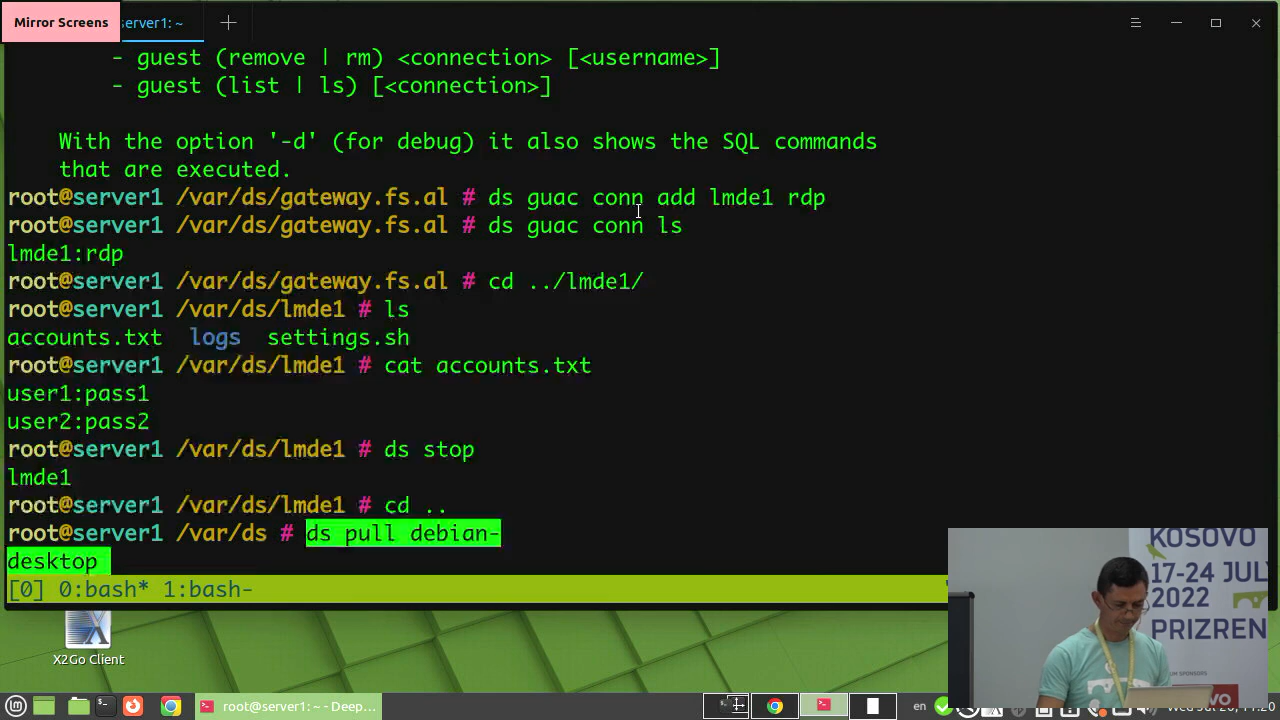 Mirror Screens
server1: ~
- guest (remove | rm) <connection> [<username>]
- guest (list | ls) [<connection>]
With the option '-d' (for debug) it also shows the SQL commands
that are executed.
root@server1 /var/ds/gateway.fs.al # ds guac conn add lmde1 rdp
root@server1 /var/ds/gateway.fs.al # ds guac conn ls
lmde1:rdp
root@server1 /var/ds/gateway.fs.al # cd ../lmde1/
root@server1 /var/ds/lmde1 # ls
accounts.txt  logs  settings.sh
root@server1 /var/ds/lmde1 # cat accounts.txt
user1:pass1
user2:pass2
root@server1 /var/ds/lmde1 # ds stop
lmde1
root@server1 /var/ds/lmde1 # cd ..
root@server1 /var/ds # ds pull debian-
desktop
[0] 0:bash* 1:bash-
KOSOVO
17-24 JULY
2022
PRIZREN
X2Go Client
root@server1: ~ - Deep...
en